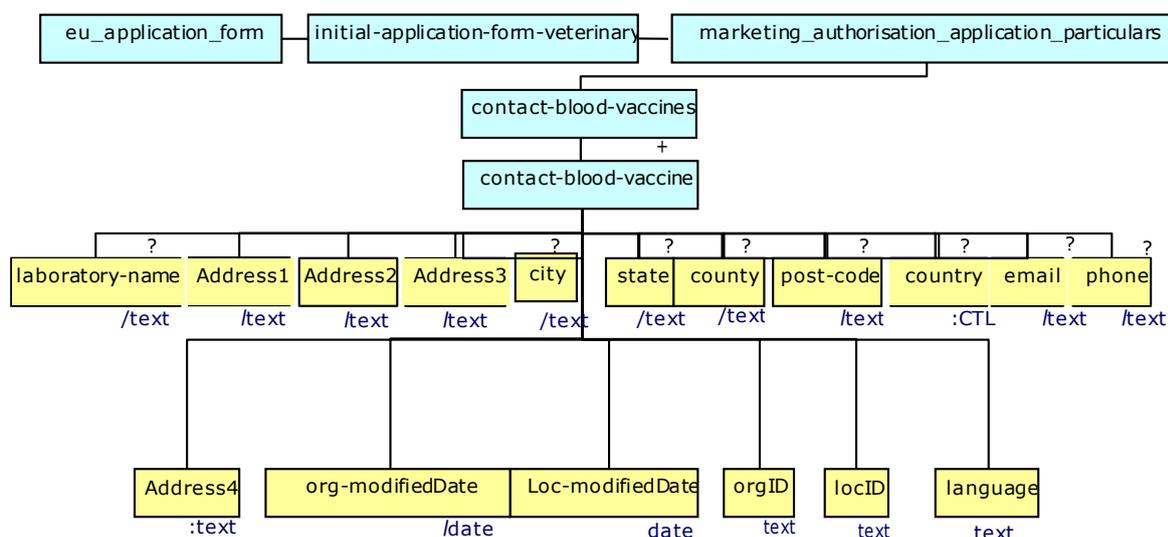 eu_application_form initial-application-form-veterinary marketing_authorisation_application_particulars
contact-blood-vaccines
+
contact-blood-vaccine
? ? ? ? ? ? ? ?
laboratory-name Address1 Address2 Address3 city state county post-code country email phone
/text /text /text /text /text /text /text /text :CTL /text /text
Address4 org-modifiedDate Loc-modifiedDate orgID locID language
:text /date date text text text